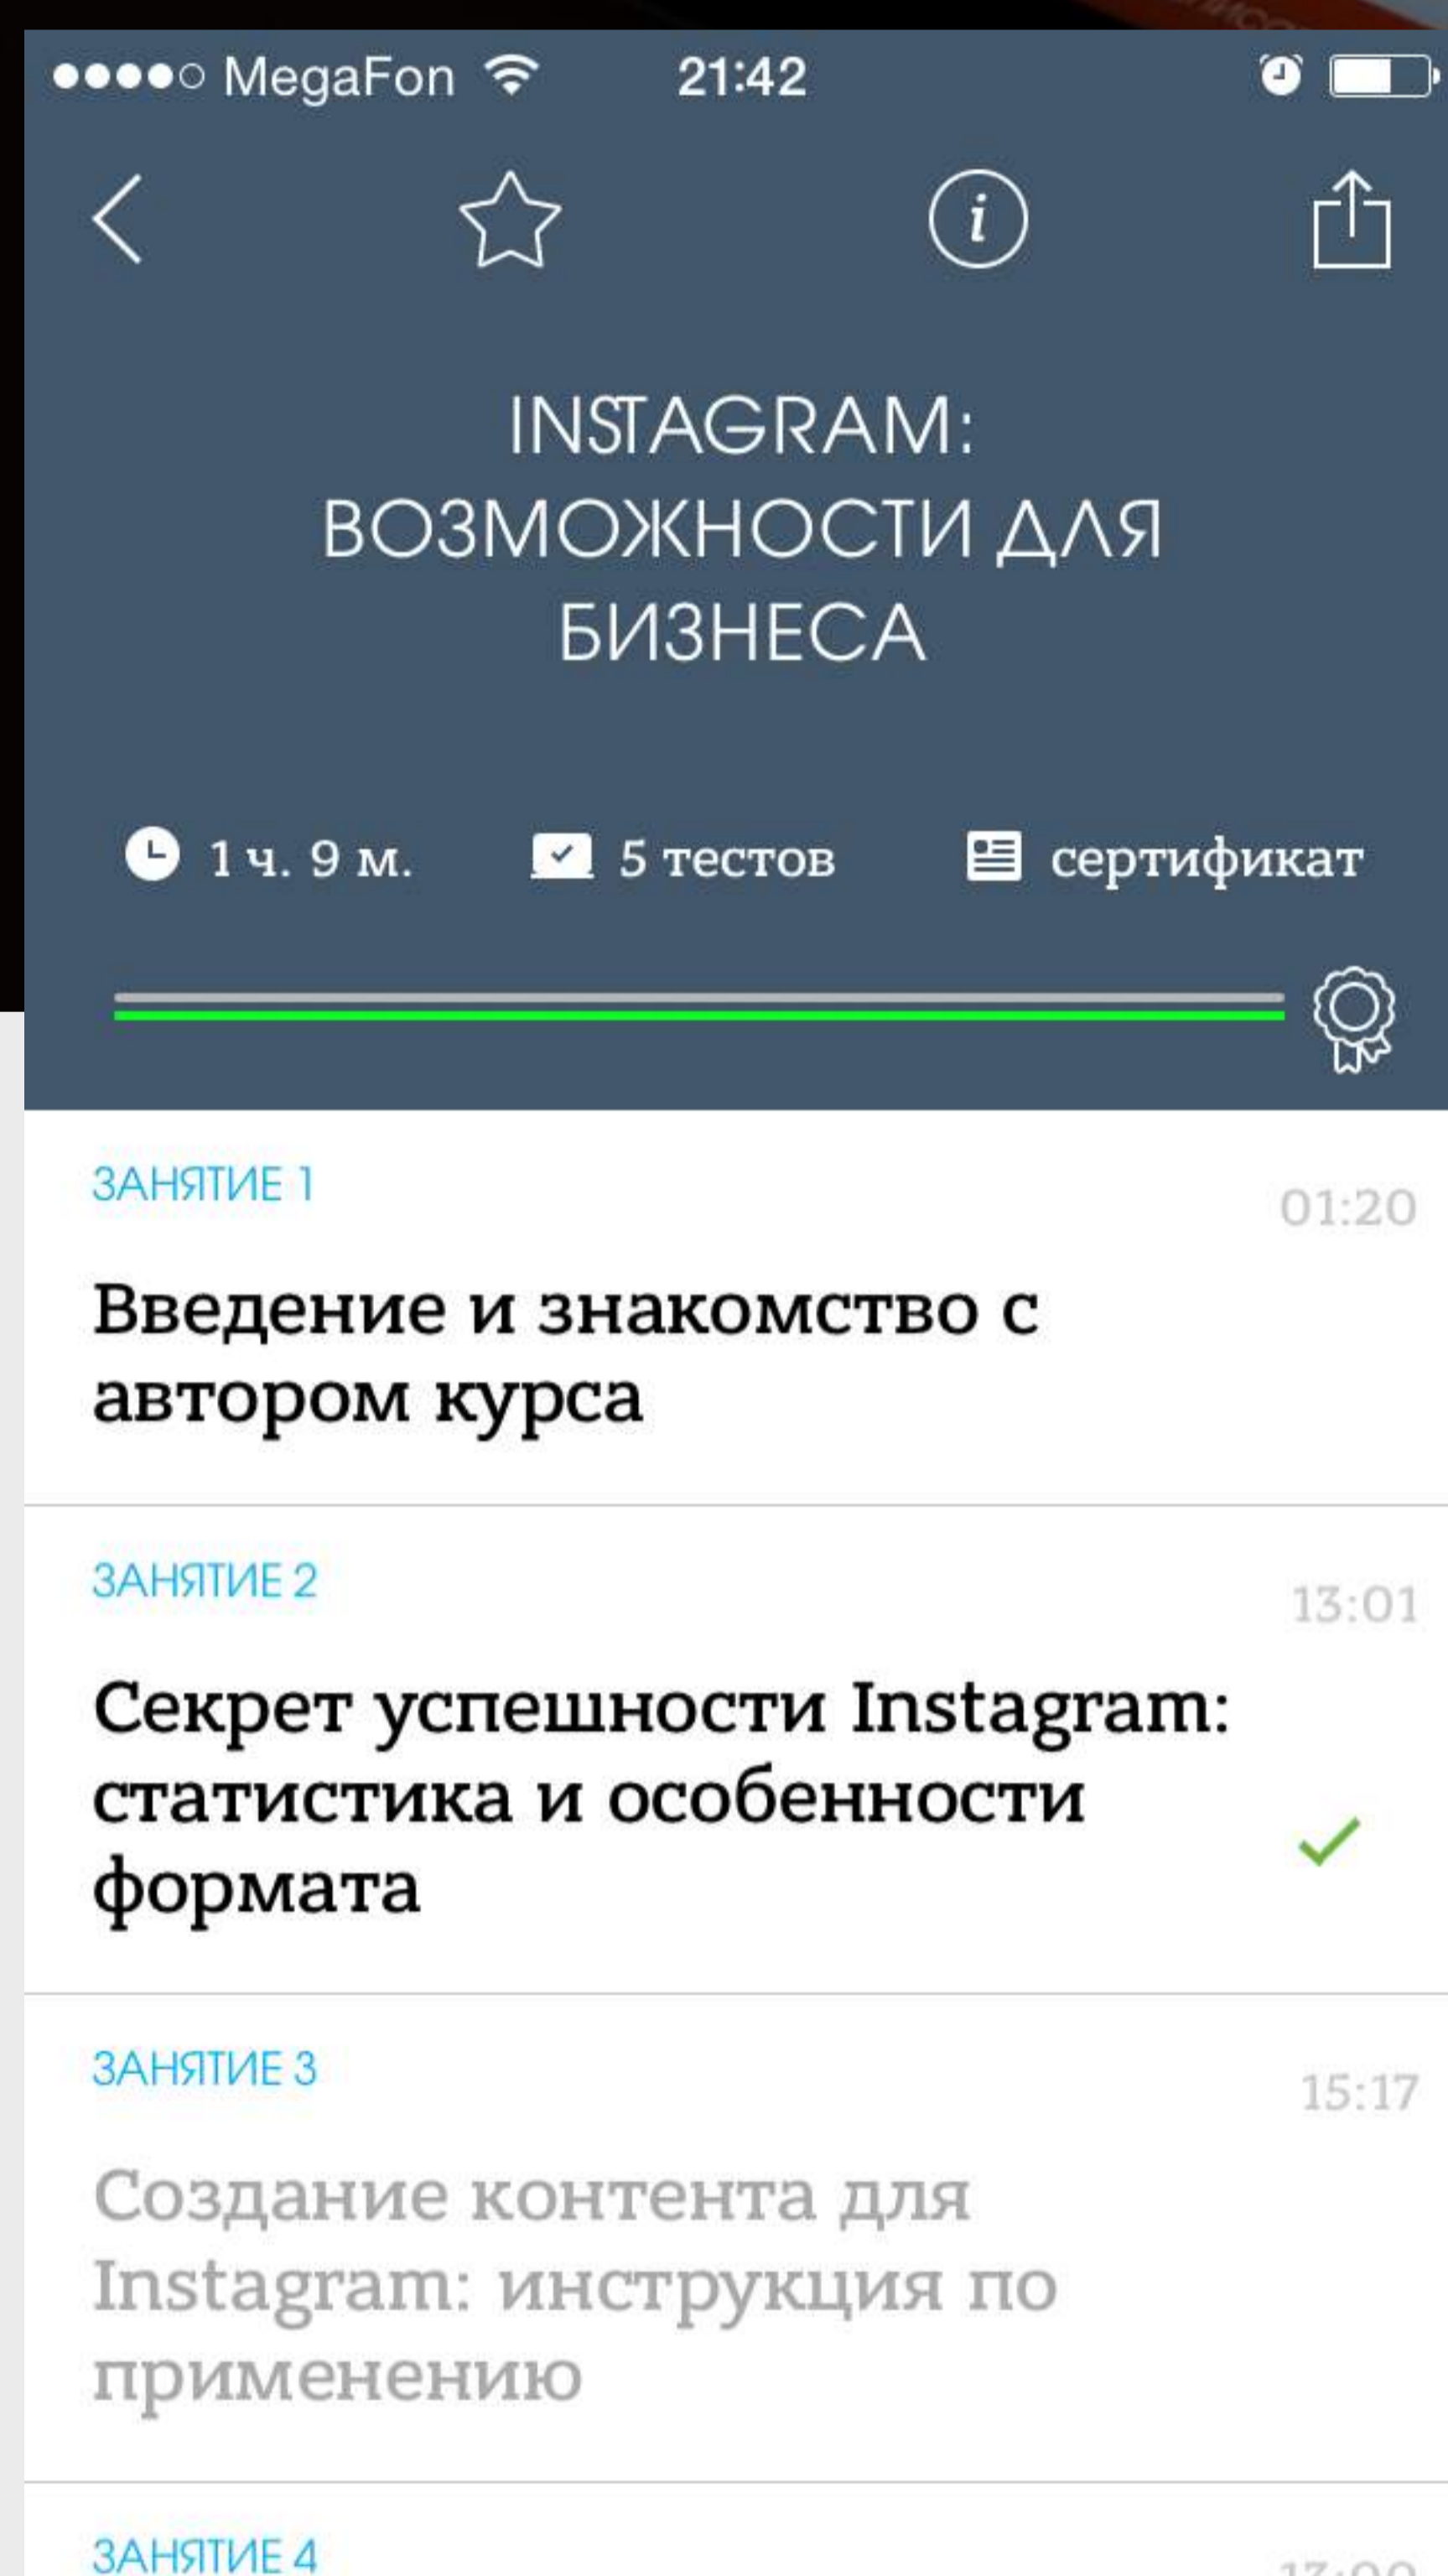 MegaFon 21:42
INSTAGRAM:
ВОЗМОЖНОСТИ ДЛЯ
БИЗНЕСА
1 ч. 9 м. 5 тестов сертификат
ЗАНЯТИЕ 1
01:20
Введение и знакомство с
автором курса
ЗАНЯТИЕ 2
13:01
Секрет успешности Instagram:
статистика и особенности
формата
ЗАНЯТИЕ 3
15:17
Создание контента для
Instagram: инструкция по
применению
ЗАНЯТИЕ 4